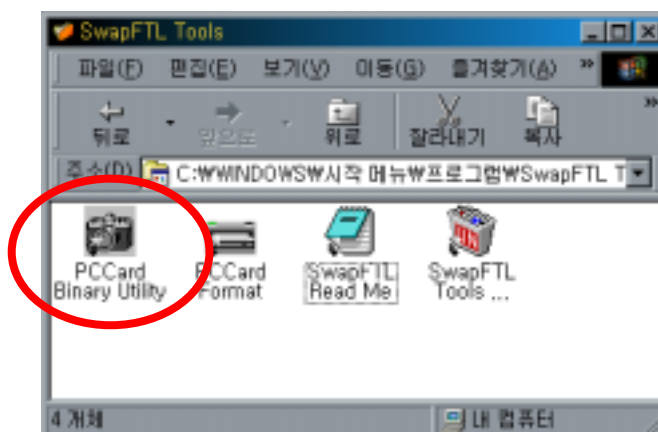 SwapFTL Tools
파일(F) 편집(E) 보기(V) 이동(G) 즐겨찾기(A) »
뒤로 앞으로 위로 잘라내기 복사 »
주소(D) C:₩WINDOWS₩시작 메뉴₩프로그램₩SwapFTL T
PCCard
Binary Utility
PCCard
Format
SwapFTL
Read Me
SwapFTL
Tools ...
4 개체 내 컴퓨터